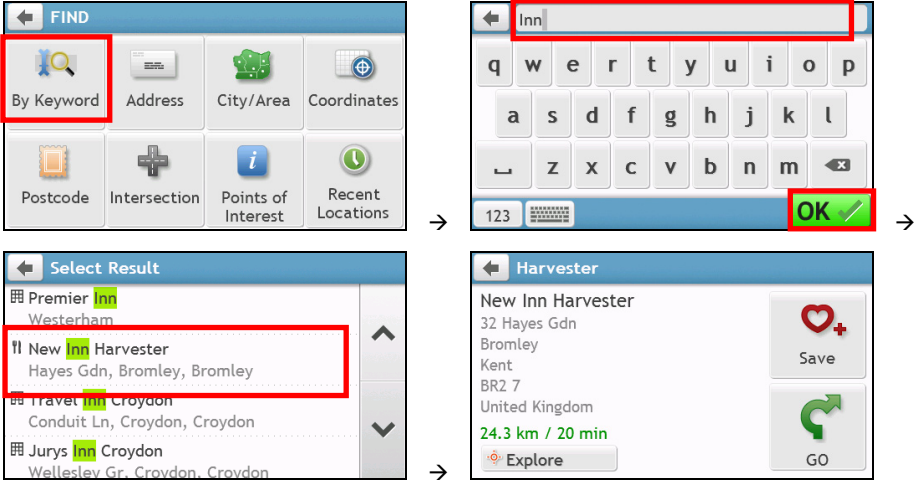 FIND
By Keyword
Address
City/Area
Coordinates
Postcode
Intersection
Points of
Interest
Recent
Locations
→
Inn
q w e r t y u i o p
a s d f g h j k l
z x c v b n m
123
OK
→
Select Result
Premier Inn
Westerham
New Inn Harvester
Hayes Gdn, Bromley, Bromley
Travel Inn Croydon
Conduit Ln, Croydon, Croydon
Jurys Inn Croydon
Wellesley Gr, Croydon, Croydon
→
Harvester
New Inn Harvester
32 Hayes Gdn
Bromley
Kent
BR2 7
United Kingdom
24.3 km / 20 min
Explore
Save
GO